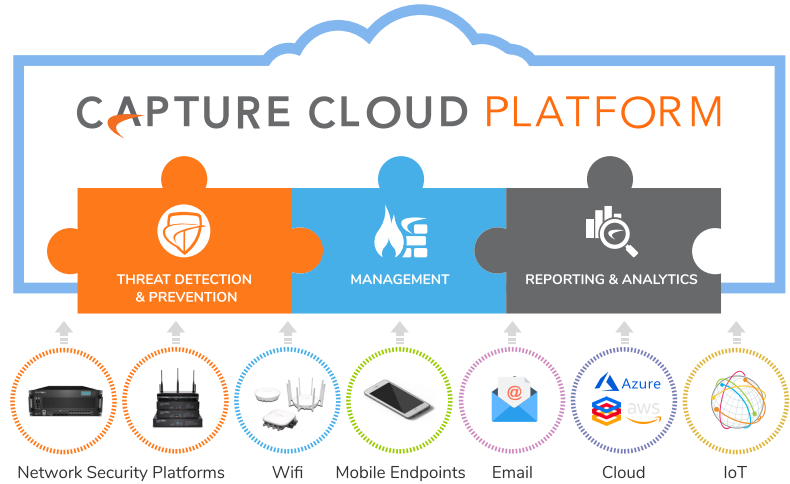 CAPTURE CLOUD PLATFORM
THREAT DETECTION
& PREVENTION
MANAGEMENT
REPORTING & ANALYTICS
@
Azure
aws
Network Security Platforms
Wifi
Mobile Endpoints
Email
Cloud
IoT